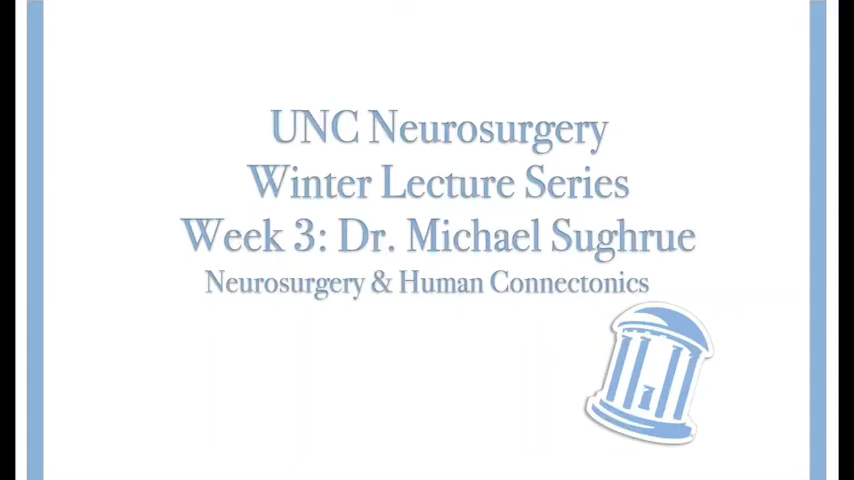 UNC Neurosurgery
Winter Lecture Series
Week 3: Dr. Michael Sughrue
Neurosurgery & Human Connectonics